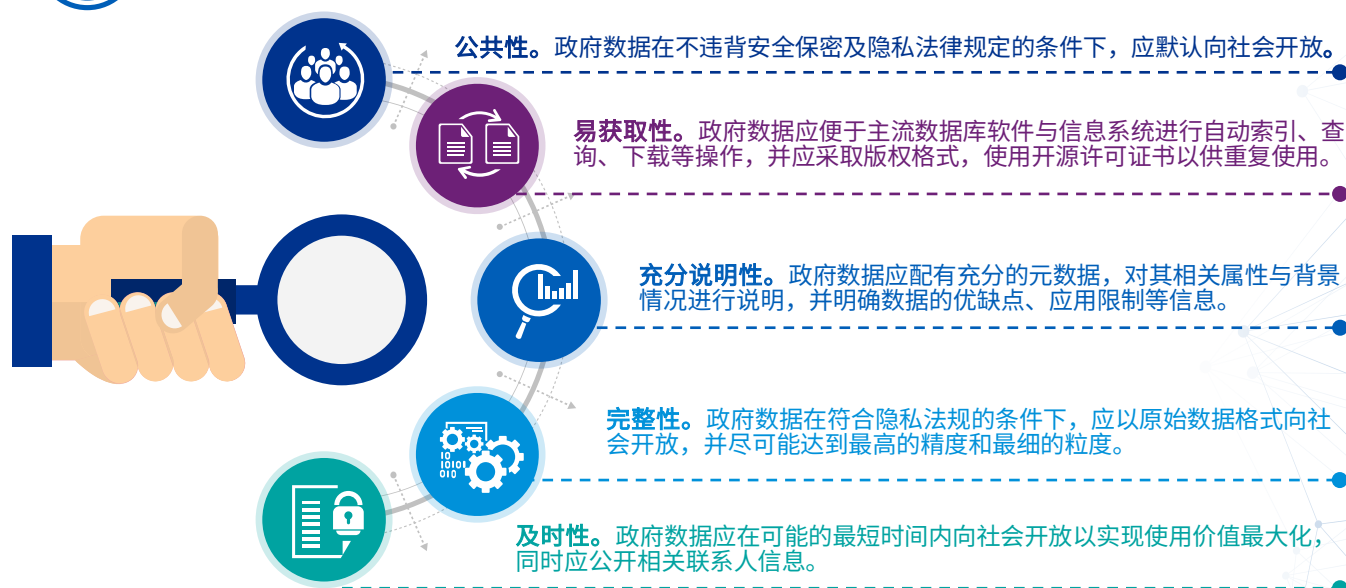 公共性。政府数据在不违背安全保密及隐私法律规定的条件下，应默认向社会开放。
易获取性。政府数据应便于主流数据库软件与信息系统进行自动索引、查
询、下载等操作，并应采取版权格式，使用开源许可证书以供重复使用。
充分说明性。政府数据应配有充分的元数据，对其相关属性与背景
情况进行说明，并明确数据的优缺点、应用限制等信息。
完整性。政府数据在符合隐私法规的条件下，应以原始数据格式向社
会开放，并尽可能达到最高的精度和最细的粒度。
10
10101
010
及时性。政府数据应在可能的最短时间内向社会开放以实现使用价值最大化，
同时应公开相关联系人信息。